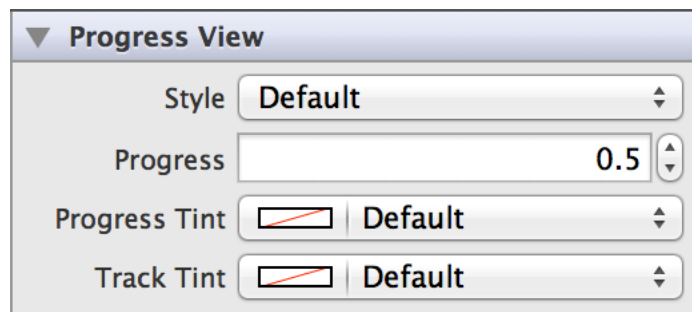 Progress View
Style Default
Progress 0.5
Progress Tint Default
Track Tint Default